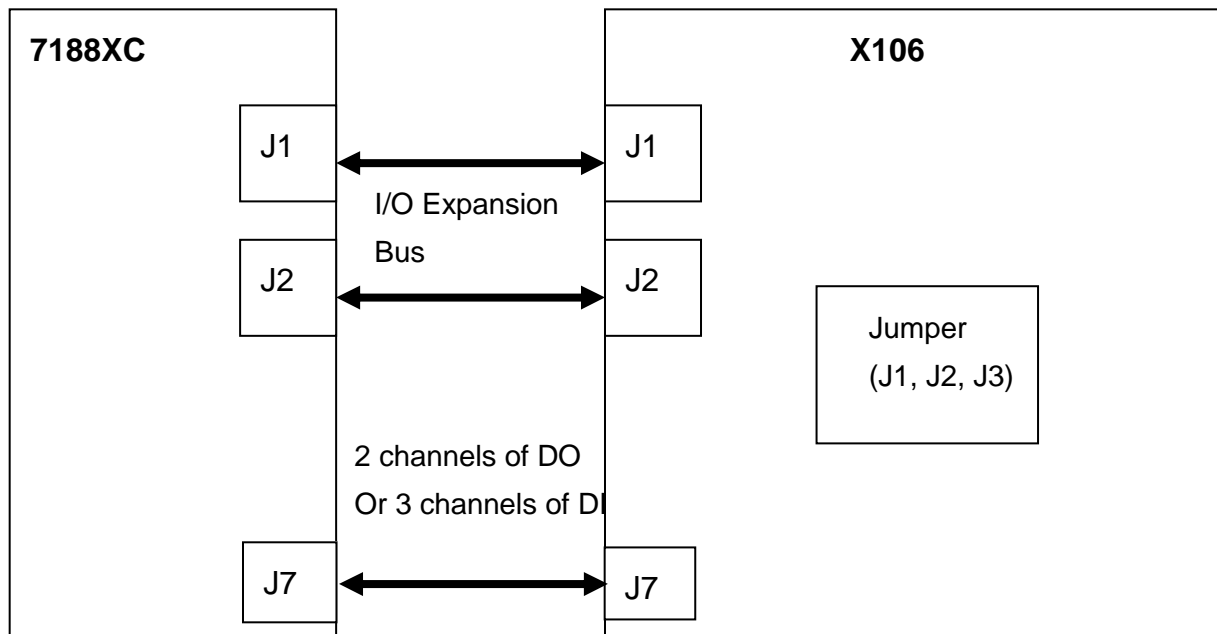 7188XC
X106
J1
J1
I/O Expansion
Bus
J2
J2
Jumper
(J1, J2, J3)
2 channels of DO
Or 3 channels of DI
J7
J7